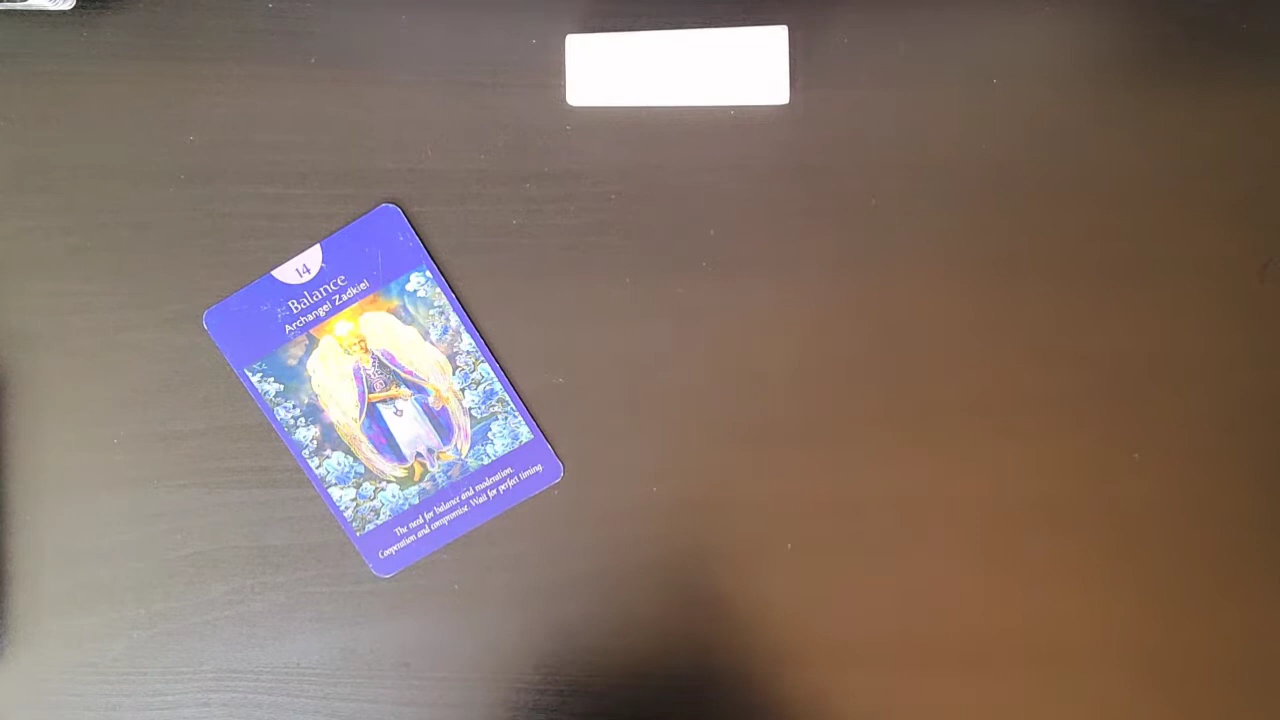 14
Balance
Archangel Zadkiel
The need for balance and moderation.
Cooperation and compromise. Wait for perfect timing.